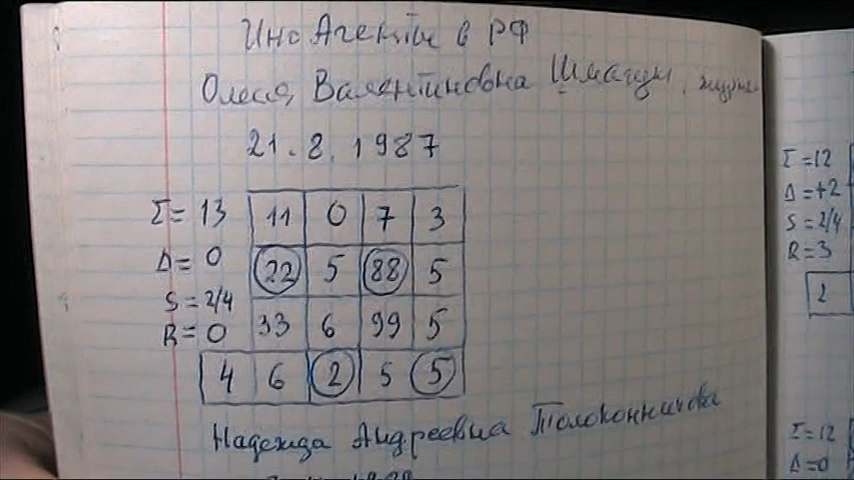 ИноАгенты в РФ
Олеся Валентиновна Шмагун,
21.8.1987
Σ = 13 11 0 7 3
Δ = 0 22 5 88 5
S = 2/4
R = 0 33 6 99 5
4 6 2 5 5
Надежда Андреевна Толоконникова
Σ = 12
Δ = +2
S = 2/4
R = 3
2
Σ = 12
Δ = 0